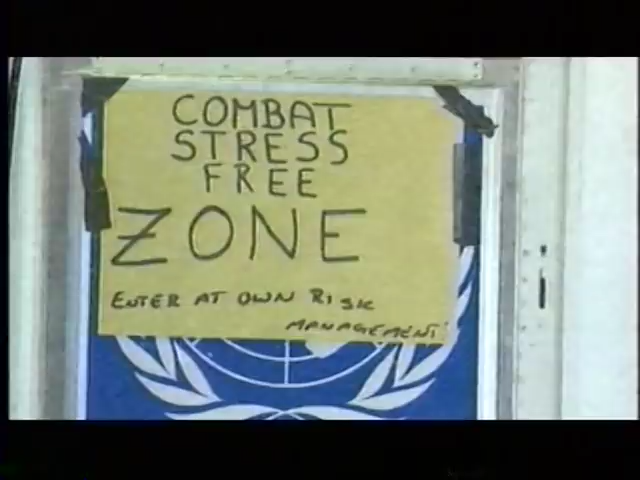 COMBAT
STRESS
FREE
ZONE
ENTER AT OWN RISK
MANAGEMENT